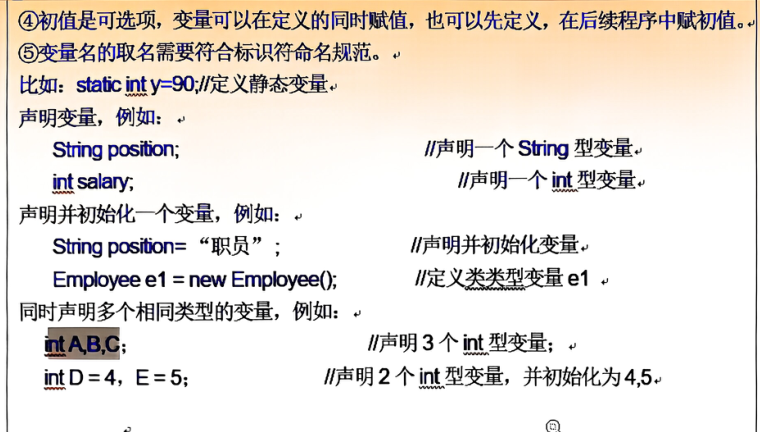 ④初值是可选项，变量可以在定义的同时赋值，也可以先定义，在后续程序中赋初值。
⑤变量名的取名需要符合标识符命名规范。
比如：static int y=90;//定义静态变量
声明变量，例如：
String position; //声明一个 String 型变量
int salary; //声明一个 int 型变量
声明并初始化一个变量，例如：
String position= “职员” ; //声明并初始化变量
Employee e1 = new Employee(); //定义类类型变量 e1
同时声明多个相同类型的变量，例如：
int A,B,C; //声明 3 个 int 型变量；
int D = 4，E = 5; //声明 2 个 int 型变量，并初始化为 4,5